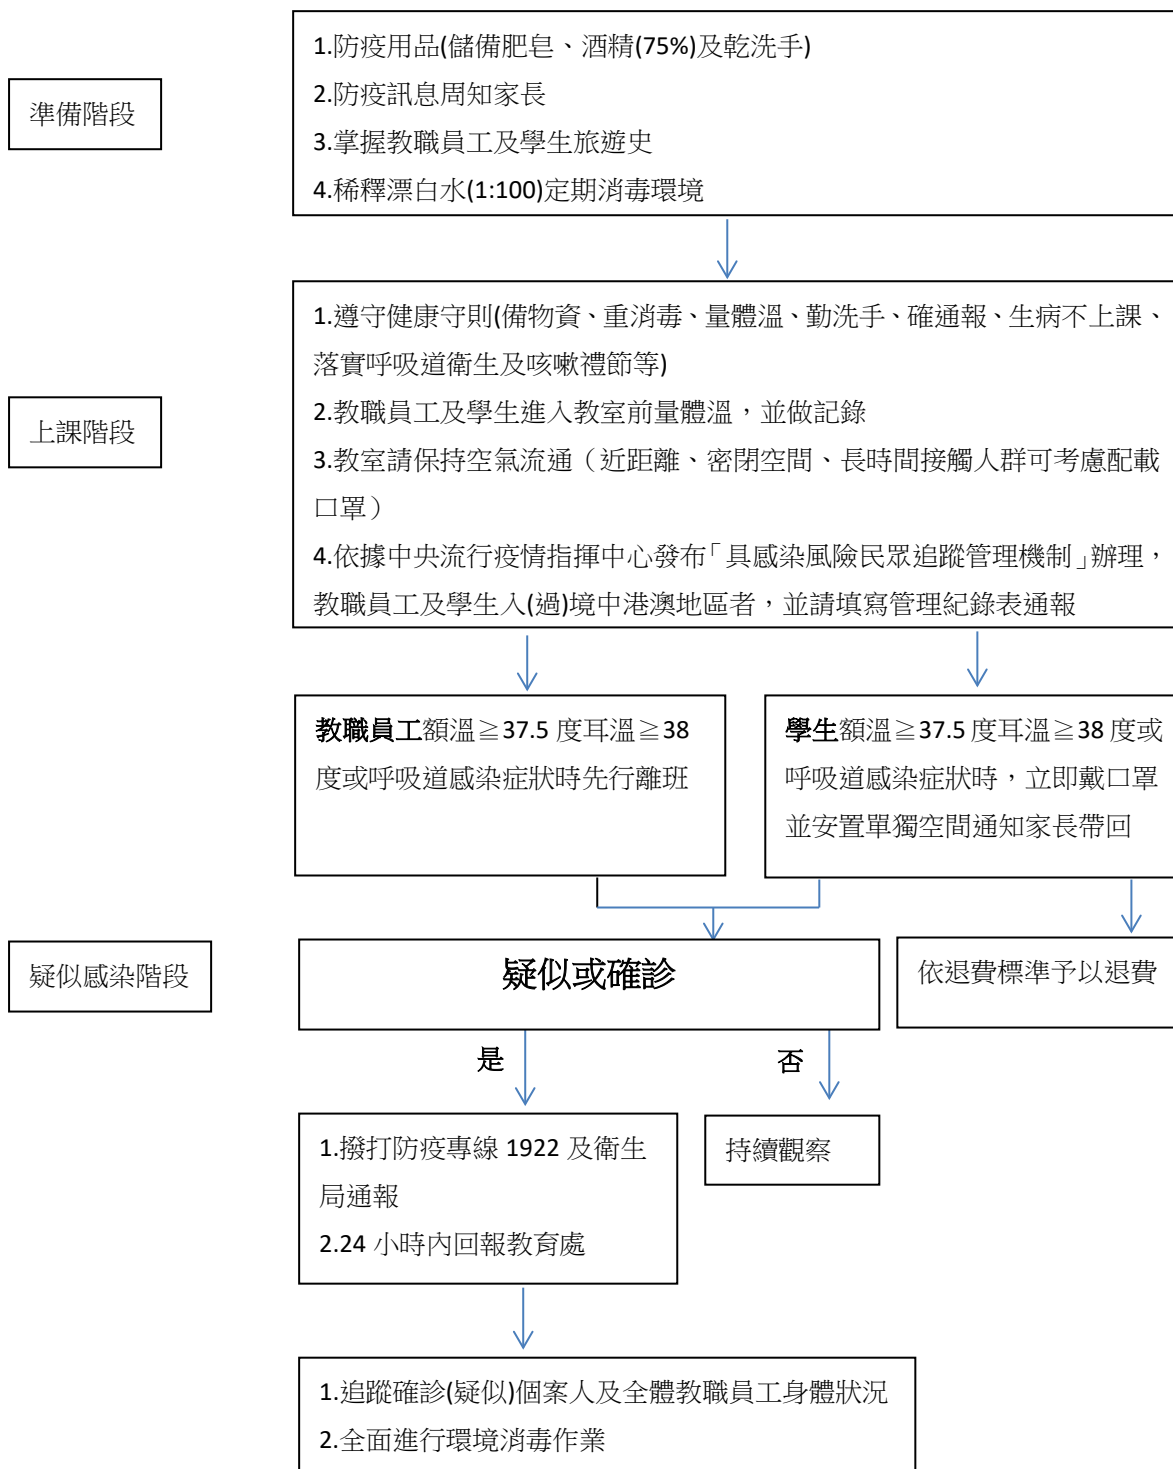 準備階段
1.防疫用品(儲備肥皂、酒精(75%)及乾洗手)
2.防疫訊息周知家長
3.掌握教職員工及學生旅遊史
4.稀釋漂白水(1:100)定期消毒環境
上課階段
1.遵守健康守則(備物資、重消毒、量體溫、勤洗手、確通報、生病不上課、
落實呼吸道衛生及咳嗽禮節等)
2.教職員工及學生進入教室前量體溫，並做記錄
3.教室請保持空氣流通（近距離、密閉空間、長時間接觸人群可考慮配載
口罩）
4.依據中央流行疫情指揮中心發布「具感染風險民眾追蹤管理機制」辦理，
教職員工及學生入(過)境中港澳地區者，並請填寫管理紀錄表通報
教職員工額溫≧37.5 度耳溫≧38
度或呼吸道感染症狀時先行離班
學生額溫≧37.5 度耳溫≧38 度或
呼吸道感染症狀時，立即戴口罩
並安置單獨空間通知家長帶回
疑似感染階段
疑似或確診
依退費標準予以退費
是
否
1.撥打防疫專線 1922 及衛生
局通報
2.24 小時內回報教育處
持續觀察
1.追蹤確診(疑似)個案人及全體教職員工身體狀況
2.全面進行環境消毒作業